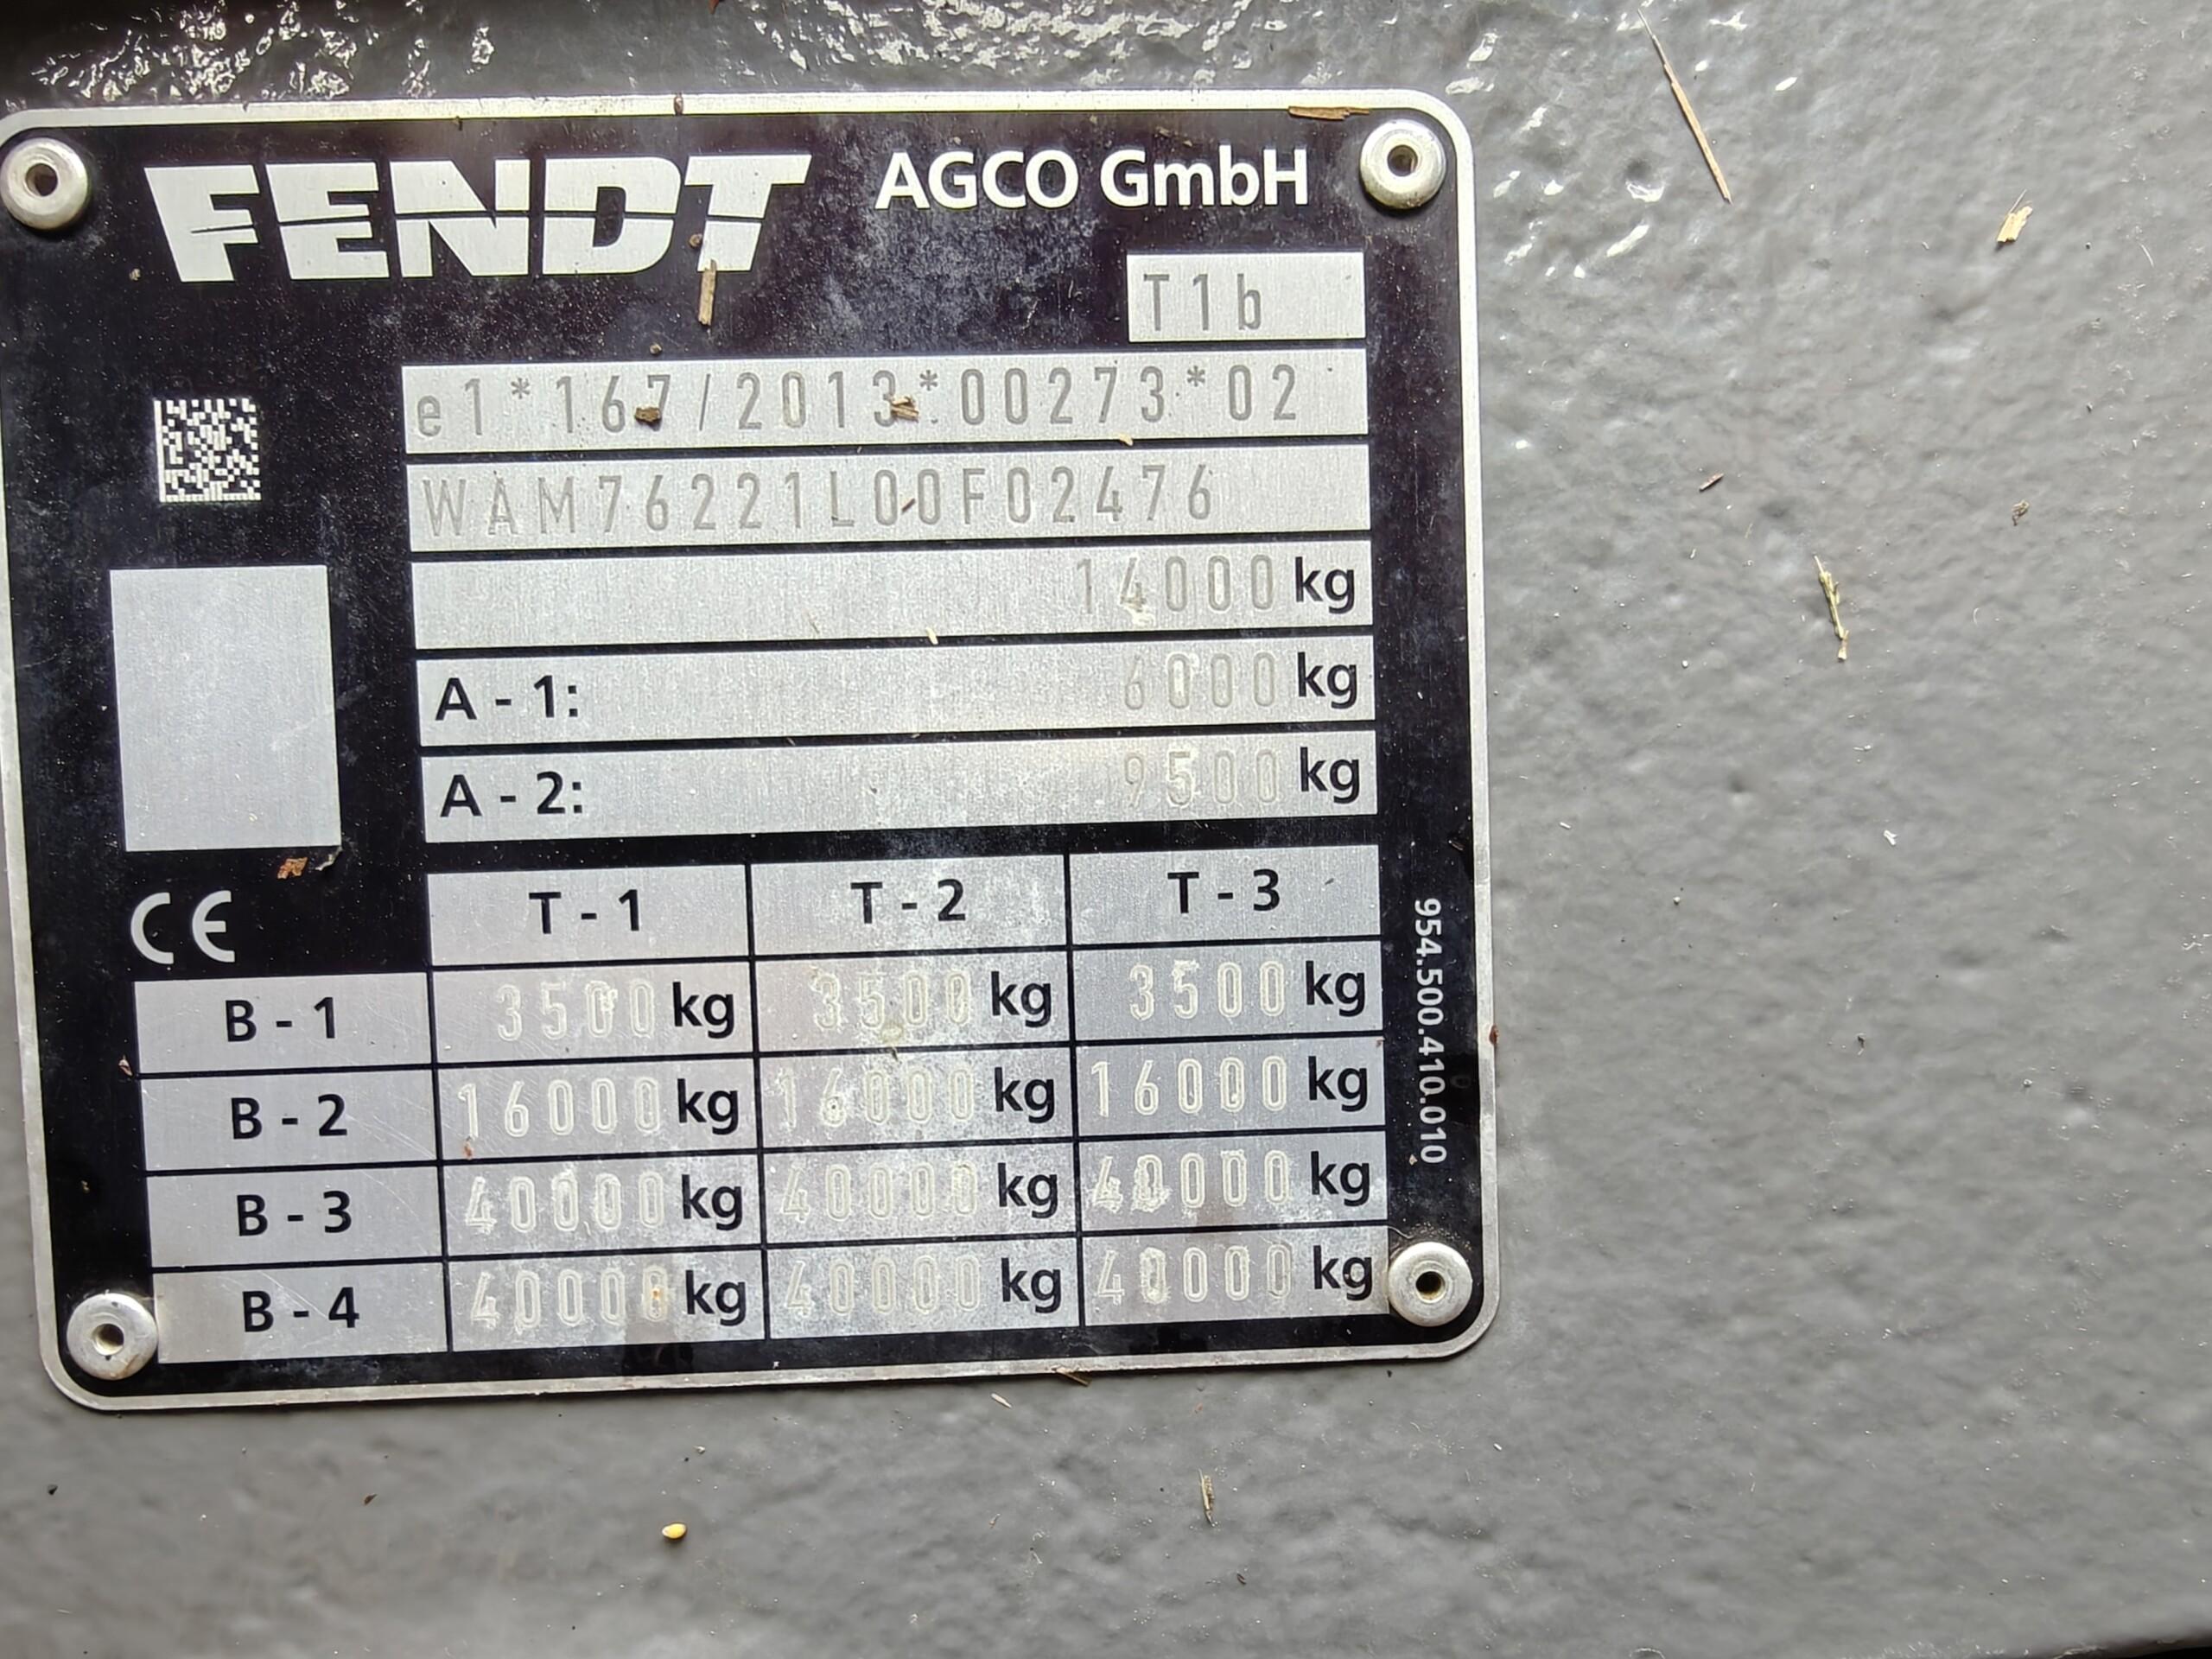 FENDT AGCO GmbH
T1b
e1*167/2013*00273*02
WAM76221L00F02476
14000 kg
A - 1: 6000 kg
A - 2: 9500 kg
CE T - 1 T - 2 T - 3
B - 1 3500 kg 3500 kg 3500 kg
B - 2 16000 kg 16000 kg 16000 kg
B - 3 40000 kg 40000 kg 40000 kg
B - 4 40000 kg 40000 kg 40000 kg
954.500.410.010